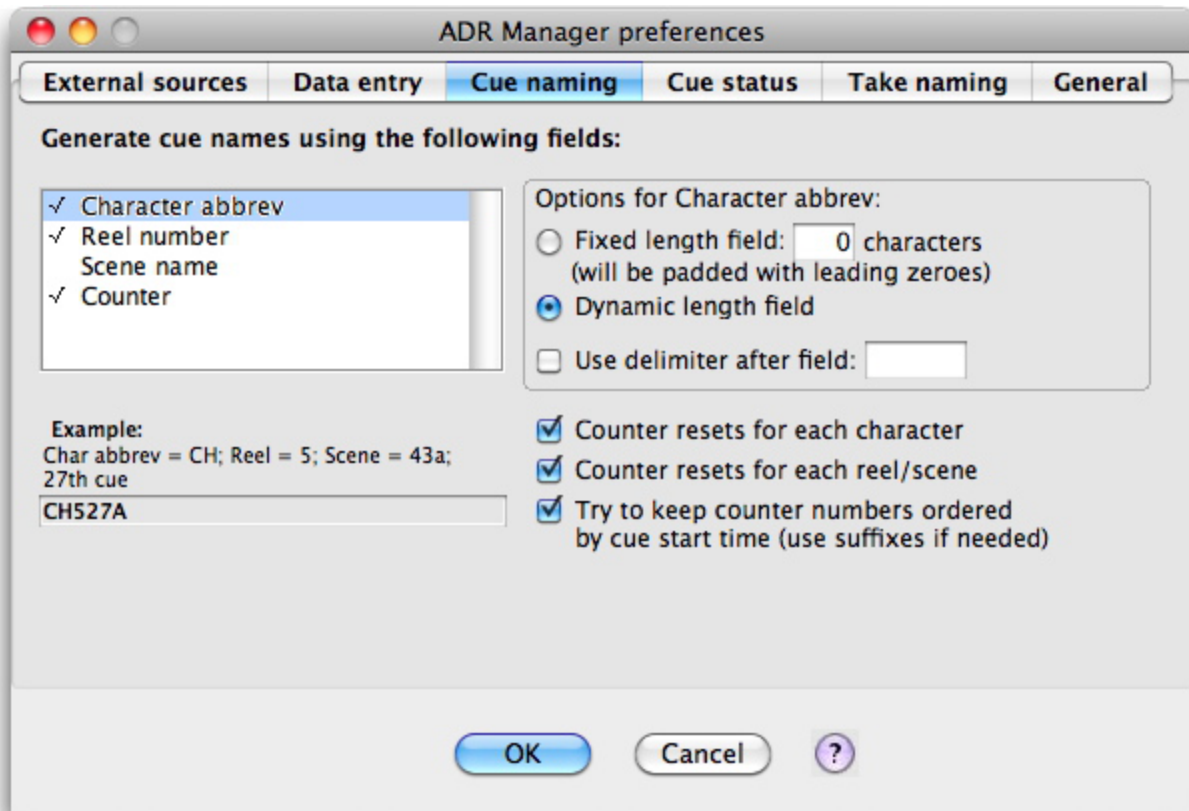 ADR Manager preferences
External sources
Data entry
Cue naming
Cue status
Take naming
General
Generate cue names using the following fields:
√ Character abbrev
√ Reel number
Scene name
√ Counter
Options for Character abbrev:
Fixed length field: 0 characters
(will be padded with leading zeroes)
Dynamic length field
Use delimiter after field:
Example:
Char abbrev = CH; Reel = 5; Scene = 43a;
27th cue
CH527A
Counter resets for each character
Counter resets for each reel/scene
Try to keep counter numbers ordered
by cue start time (use suffixes if needed)
OK
Cancel
?